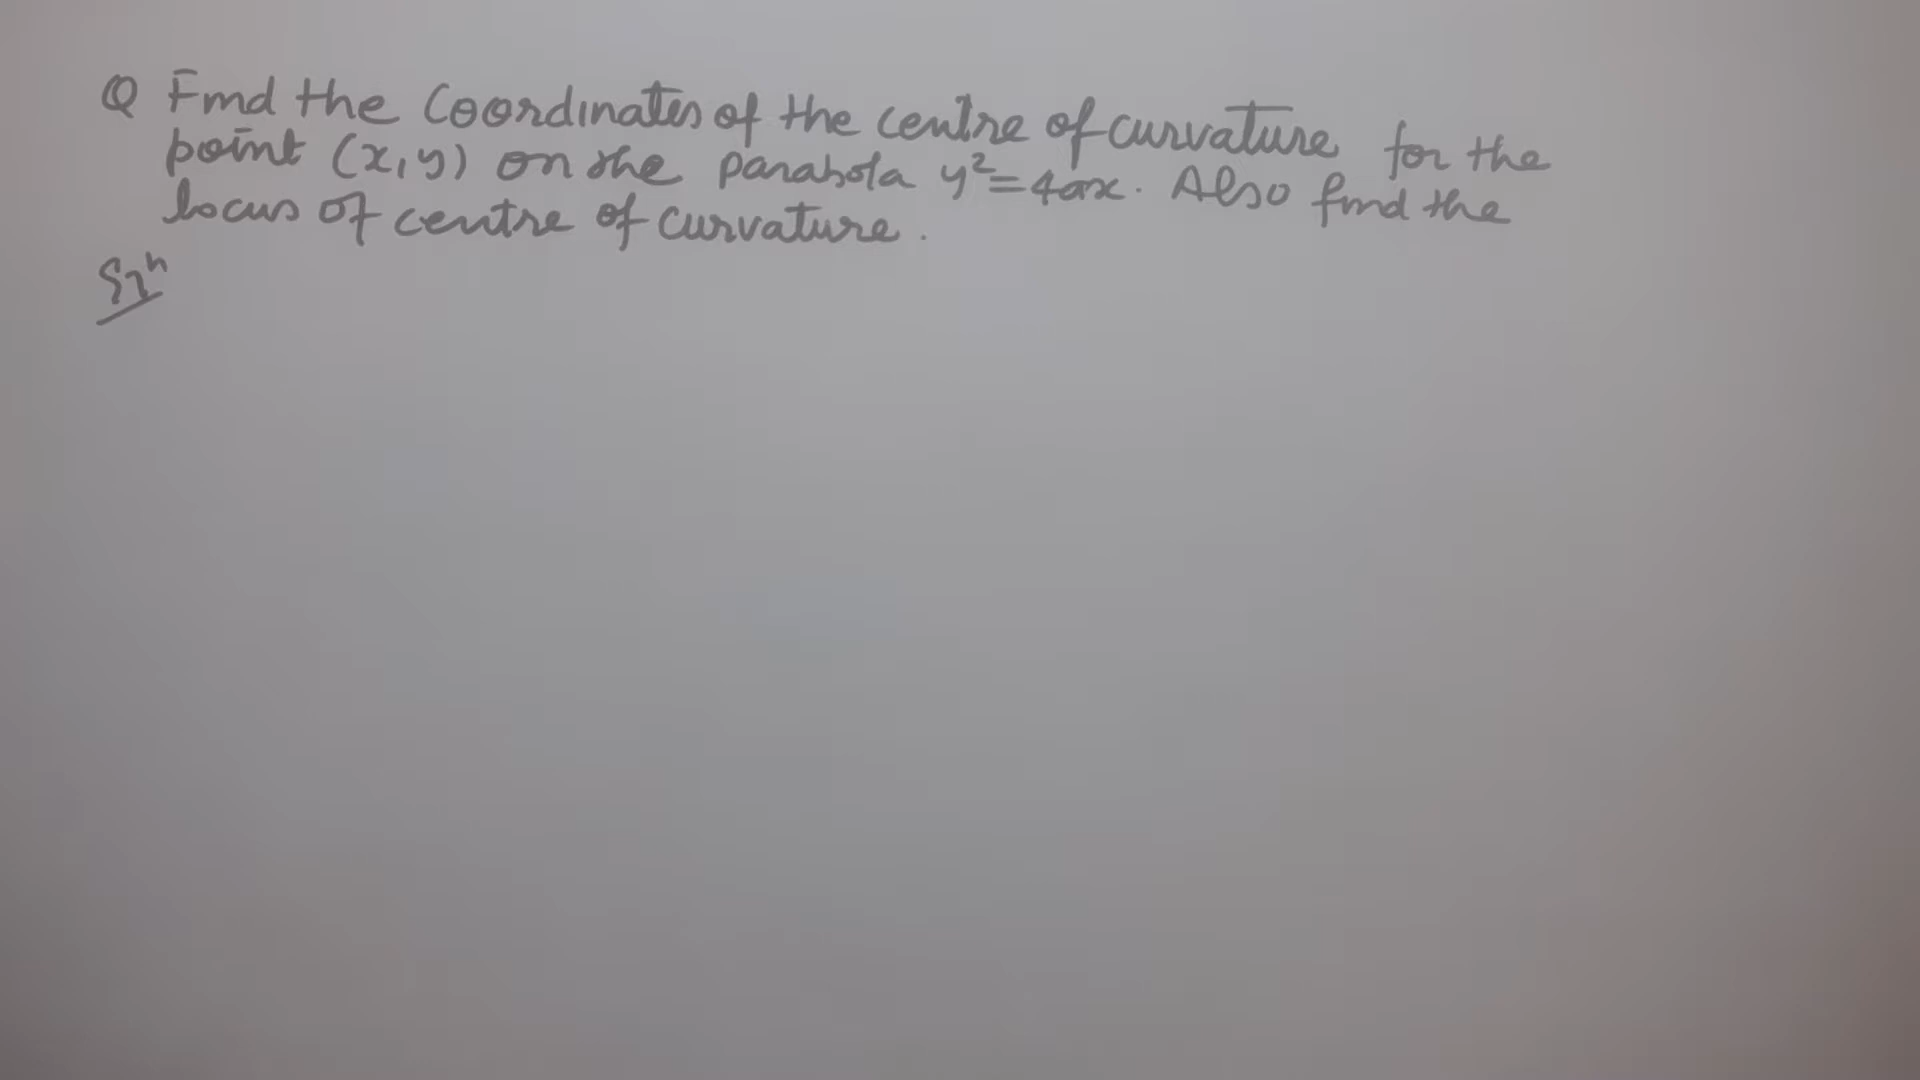 Q Find the Coordinates of the centre of curvature for the
point (x,y) on the parabola y²=4ax. Also find the
locus of centre of curvature.
Solⁿ